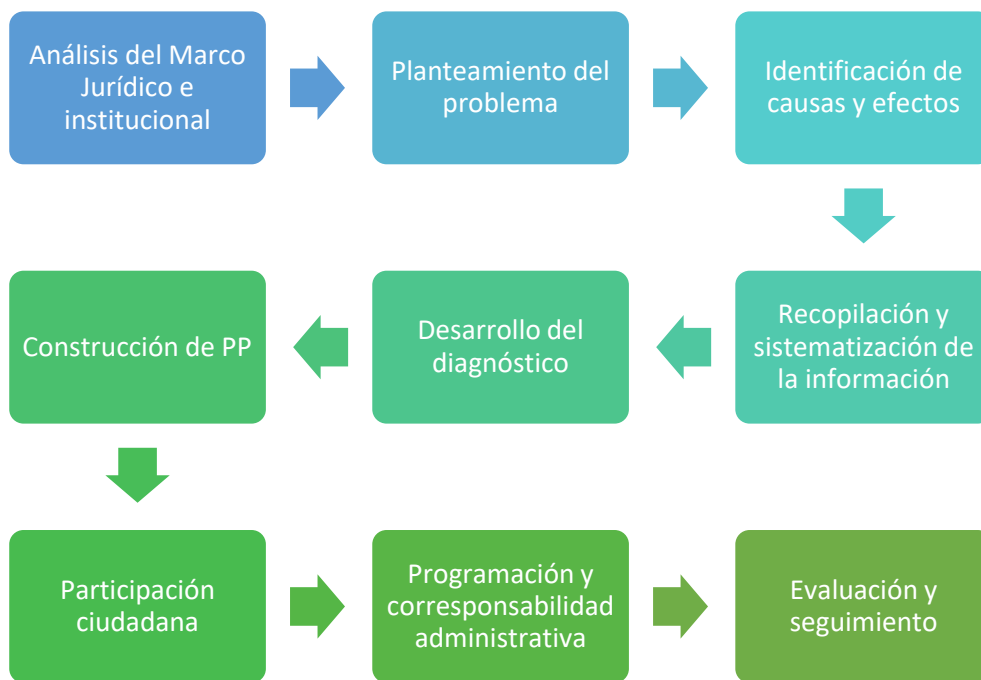 Análisis del Marco
Jurídico e
institucional
Planteamiento del
problema
Identificación de
causas y efectos
Recopilación y
sistematización de
la información
Desarrollo del
diagnóstico
Construcción de PP
Participación
ciudadana
Programación y
corresponsabilidad
administrativa
Evaluación y
seguimiento